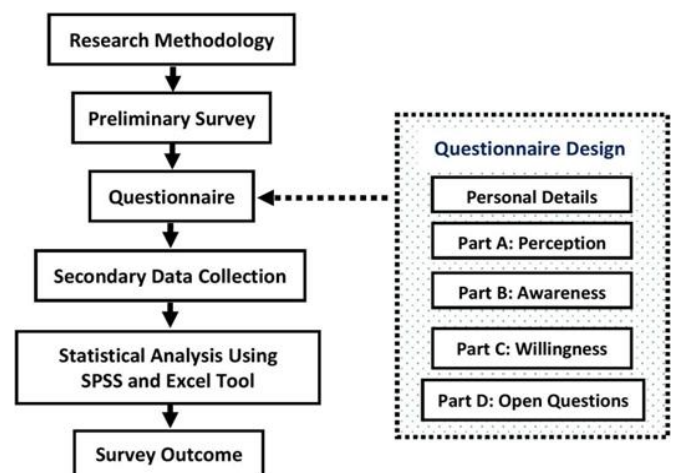 Research Methodology
Preliminary Survey
Questionnaire
Secondary Data Collection
Statistical Analysis Using
SPSS and Excel Tool
Survey Outcome
Questionnaire Design
Personal Details
Part A: Perception
Part B: Awareness
Part C: Willingness
Part D: Open Questions